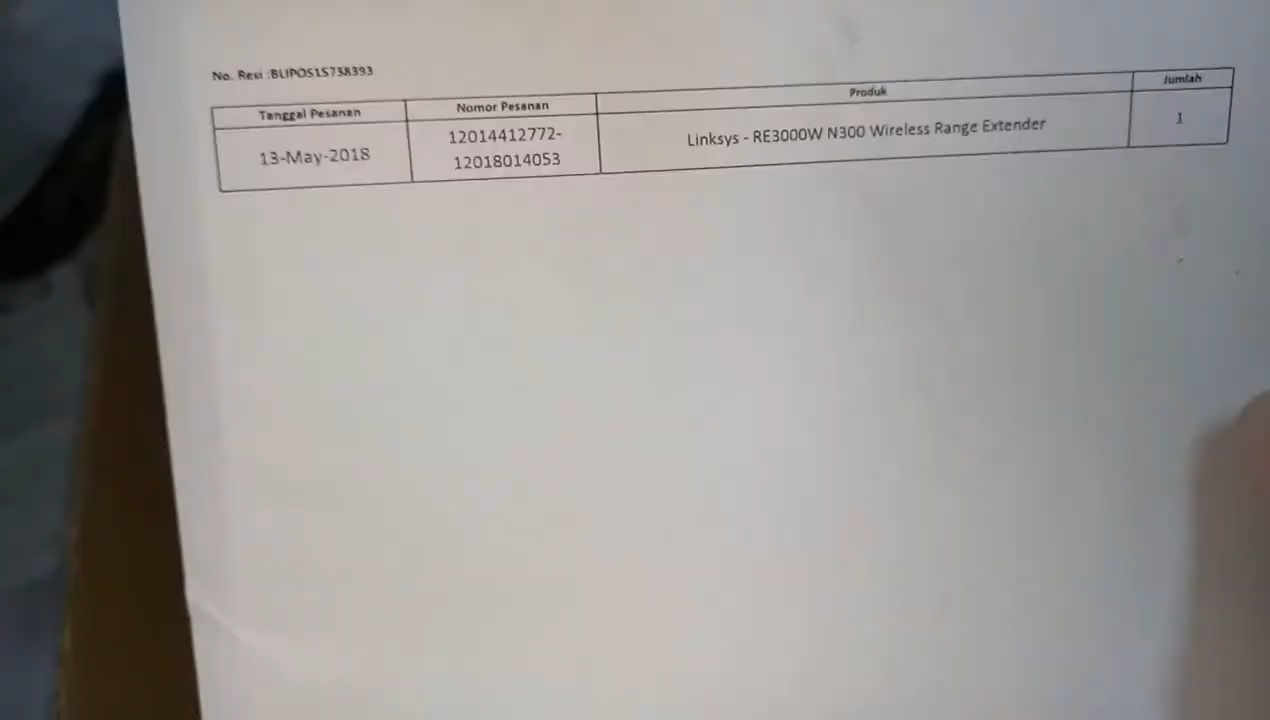 No. Resi :BLIPOS15738393
Tanggal Pesanan Nomor Pesanan Produk Jumlah
13-May-2018 12014412772- Linksys - RE3000W N300 Wireless Range Extender 1
12018014053